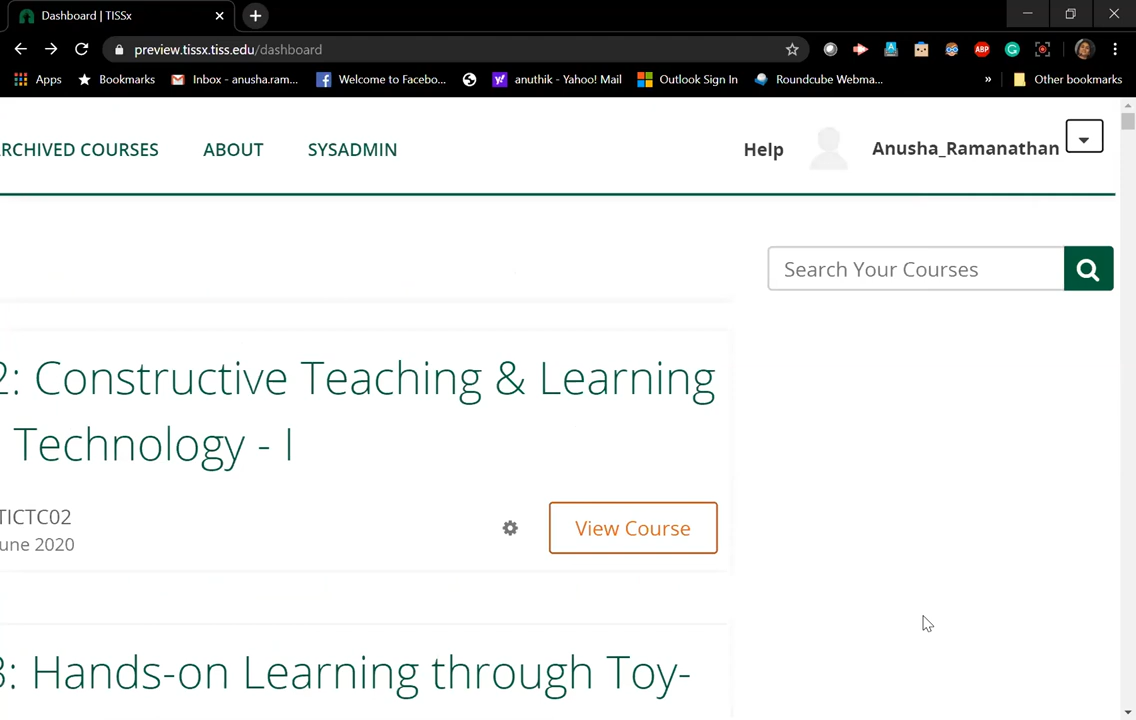 Dashboard | TISSx
preview.tissx.tiss.edu/dashboard
ABP
Apps Bookmarks Inbox - anusha.ram... Welcome to Facebo... anuthik - Yahoo! Mail Outlook Sign In Roundcube Webma... » Other bookmarks
RCHIVED COURSES ABOUT SYSADMIN Help Anusha_Ramanathan
Search Your Courses
2: Constructive Teaching & Learning
Technology - I
TICTC02
View Course
une 2020
3: Hands-on Learning through Toy-